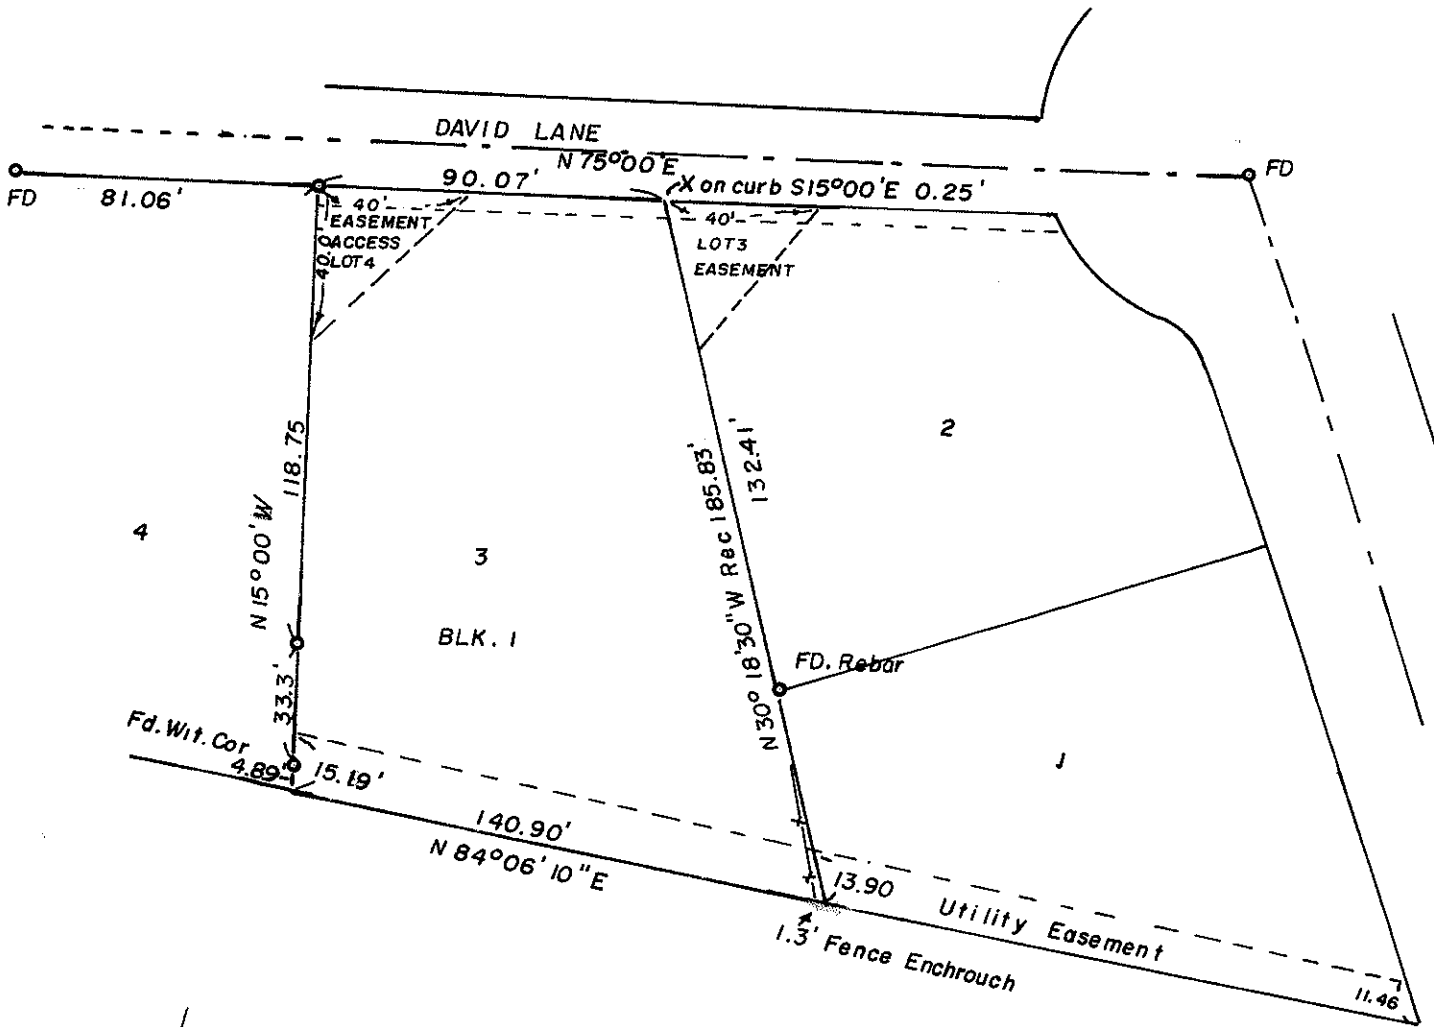 DAVID LANE
N 75°00'E
FD
FD
81.06'
90.07'
X on curb S15°00'E 0.25'
40'
EASEMENT
ACCESS
LOT 4
40.0
40'
LOT 3
EASEMENT
118.75
N 15°00'W
4
3
BLK. 1
2
132.41'
N 30° 18'30"W Rec 185.83'
FD. Rebar
1
33.3'
Fd. Wit. Cor
4.89'
15.19'
140.90'
N 84°06'10"E
13.90
Utility Easement
1.3' Fence Enchrouch
11.46